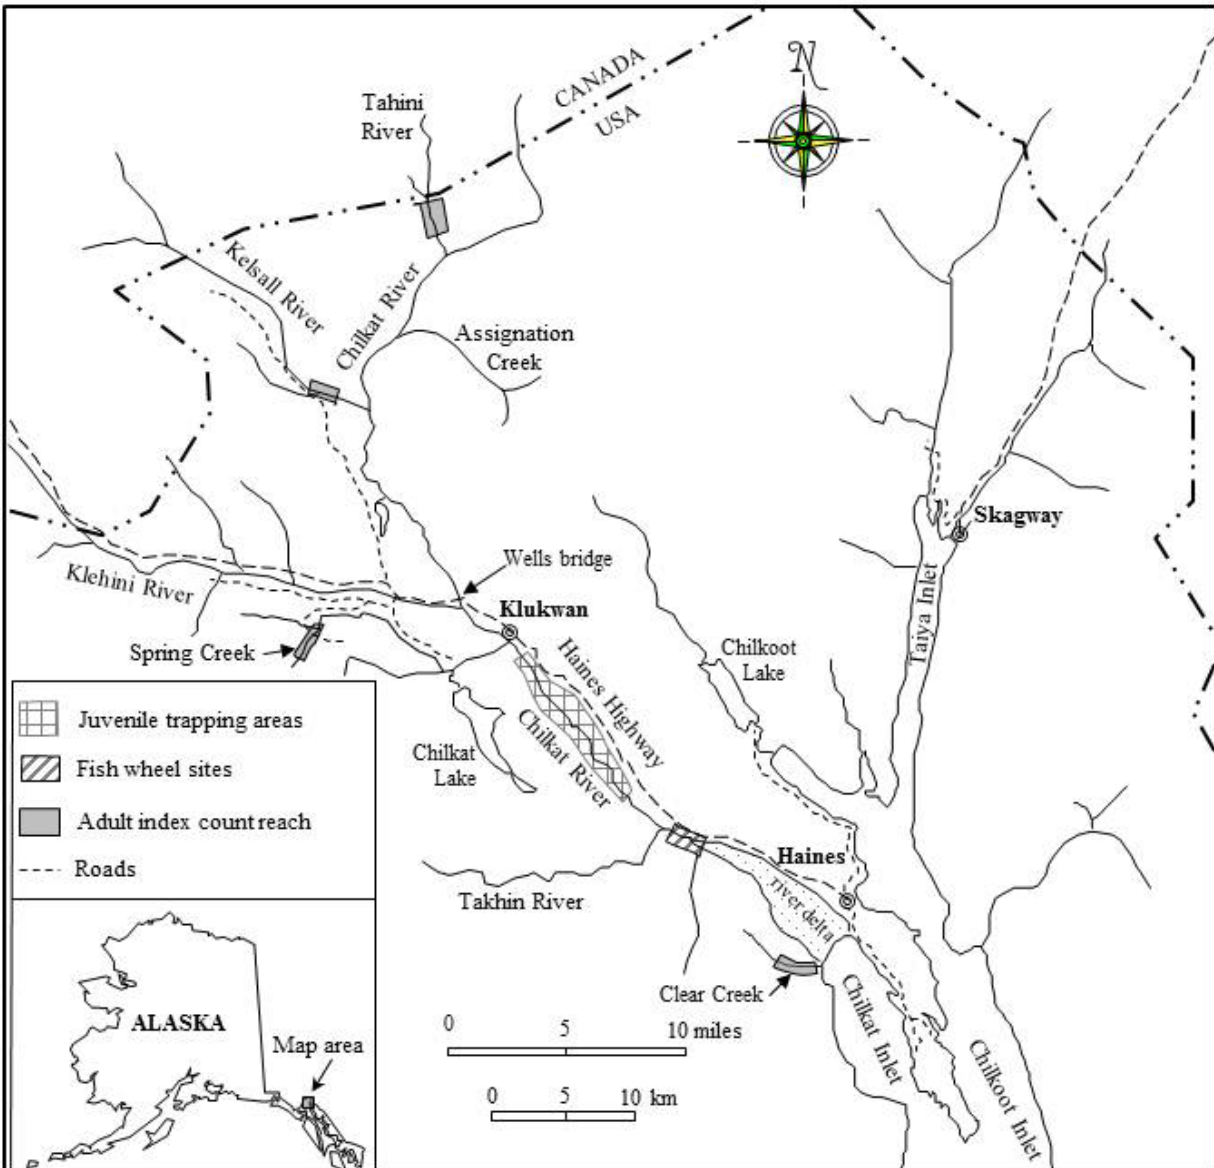 N
CANADA
USA
Tahini
River
Kelsall River
Chilkat River
Assignation
Creek
Skagway
Wells bridge
Klehini River
Klukwan
Taiya Inlet
Spring Creek
Chilkoot
Lake
Haines Highway
Chilkat River
Chilkat
Lake
Juvenile trapping areas
Fish wheel sites
Adult index count reach
Roads
Haines
river delta
Takhin River
Clear Creek
Chilkat Inlet
Chilkoot Inlet
ALASKA
Map area
0 5 10 miles
0 5 10 km